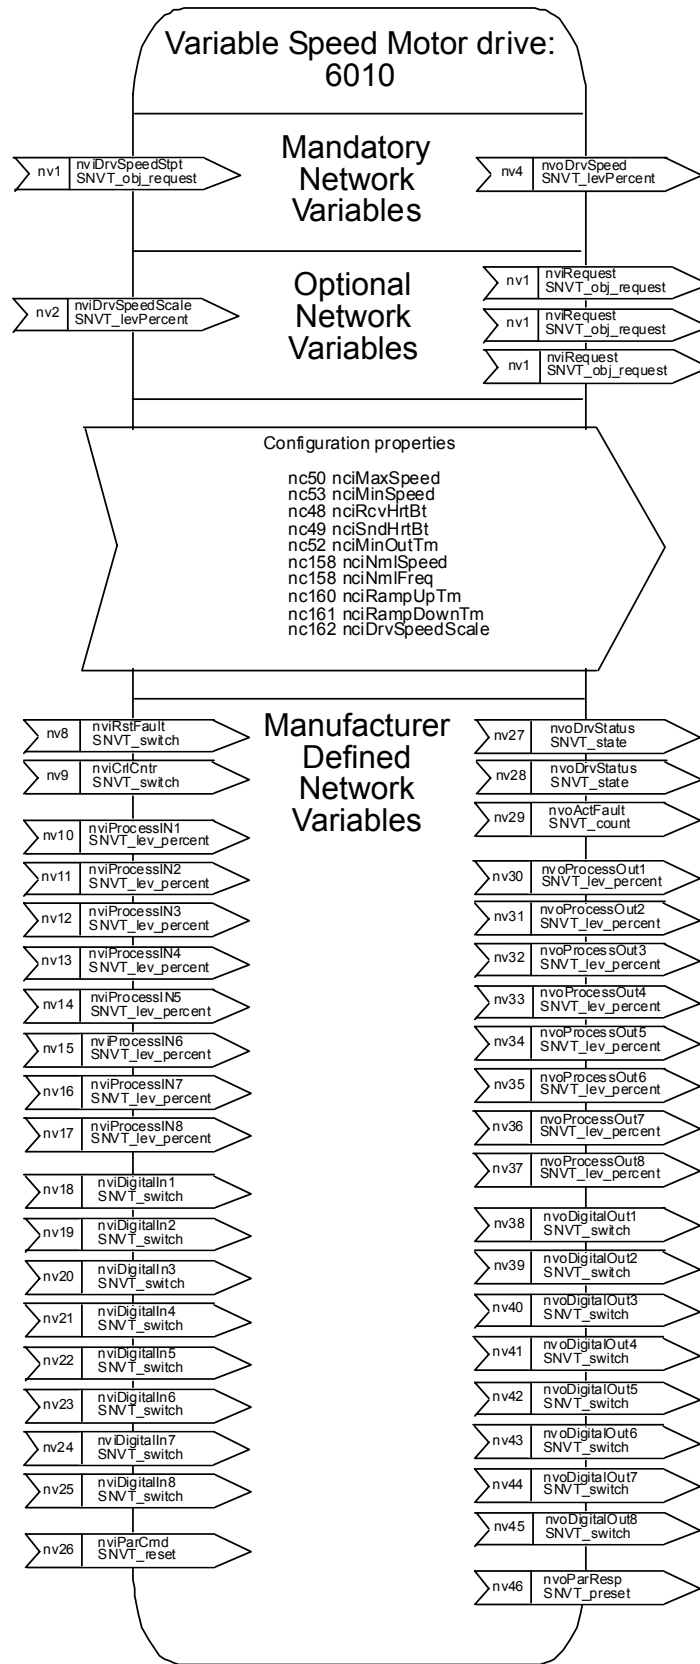 Variable Speed Motor drive:
6010
Mandatory
Network
Variables
nv1
nviDrvSpeedStpt
SNVT_obj_request
nv4
nvoDrvSpeed
SNVT_levPercent
Optional
Network
Variables
nv2
nviDrvSpeedScale
SNVT_levPercent
nv1
nviRequest
SNVT_obj_request
nv1
nviRequest
SNVT_obj_request
nv1
nviRequest
SNVT_obj_request
Configuration properties
nc50 nciMaxSpeed
nc53 nciMinSpeed
nc48 nciRcvHrtBt
nc49 nciSndHrtBt
nc52 nciMinOutTm
nc158 nciNmlSpeed
nc158 nciNmlFreq
nc160 nciRampUpTm
nc161 nciRampDownTm
nc162 nciDrvSpeedScale
Manufacturer
Defined
Network
Variables
nv8
nviRstFault
SNVT_switch
nv9
nviCrlCntr
SNVT_switch
nv10
nviProcessIN1
SNVT_lev_percent
nv11
nviProcessIN2
SNVT_lev_percent
nv12
nviProcessIN3
SNVT_lev_percent
nv13
nviProcessIN4
SNVT_lev_percent
nv14
nviProcessIN5
SNVT_lev_percent
nv15
nviProcessIN6
SNVT_lev_percent
nv16
nviProcessIN7
SNVT_lev_percent
nv17
nviProcessIN8
SNVT_lev_percent
nv18
nviDigitalIn1
SNVT_switch
nv19
nviDigitalIn2
SNVT_switch
nv20
nviDigitalIn3
SNVT_switch
nv21
nviDigitalIn4
SNVT_switch
nv22
nviDigitalIn5
SNVT_switch
nv23
nviDigitalIn6
SNVT_switch
nv24
nviDigitalIn7
SNVT_switch
nv25
nviDigitalIn8
SNVT_switch
nv26
nviParCmd
SNVT_reset
nv27
nvoDrvStatus
SNVT_state
nv28
nvoDrvStatus
SNVT_state
nv29
nvoActFault
SNVT_count
nv30
nvoProcessOut1
SNVT_lev_percent
nv31
nvoProcessOut2
SNVT_lev_percent
nv32
nvoProcessOut3
SNVT_lev_percent
nv33
nvoProcessOut4
SNVT_lev_percent
nv34
nvoProcessOut5
SNVT_lev_percent
nv35
nvoProcessOut6
SNVT_lev_percent
nv36
nvoProcessOut7
SNVT_lev_percent
nv37
nvoProcessOut8
SNVT_lev_percent
nv38
nvoDigitalOut1
SNVT_switch
nv39
nvoDigitalOut2
SNVT_switch
nv40
nvoDigitalOut3
SNVT_switch
nv41
nvoDigitalOut4
SNVT_switch
nv42
nvoDigitalOut5
SNVT_switch
nv43
nvoDigitalOut6
SNVT_switch
nv44
nvoDigitalOut7
SNVT_switch
nv45
nvoDigitalOut8
SNVT_switch
nv46
nvoParResp
SNVT_preset